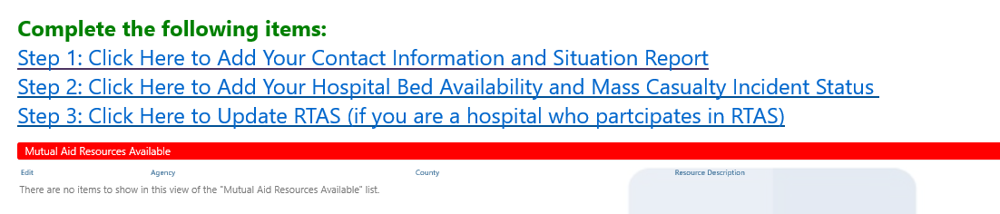 Complete the following items:
Step 1: Click Here to Add Your Contact Information and Situation Report
Step 2: Click Here to Add Your Hospital Bed Availability and Mass Casualty Incident Status
Step 3: Click Here to Update RTAS (if you are a hospital who partcipates in RTAS)
Mutual Aid Resources Available
Edit Agency County Resource Description
There are no items to show in this view of the "Mutual Aid Resources Available" list.